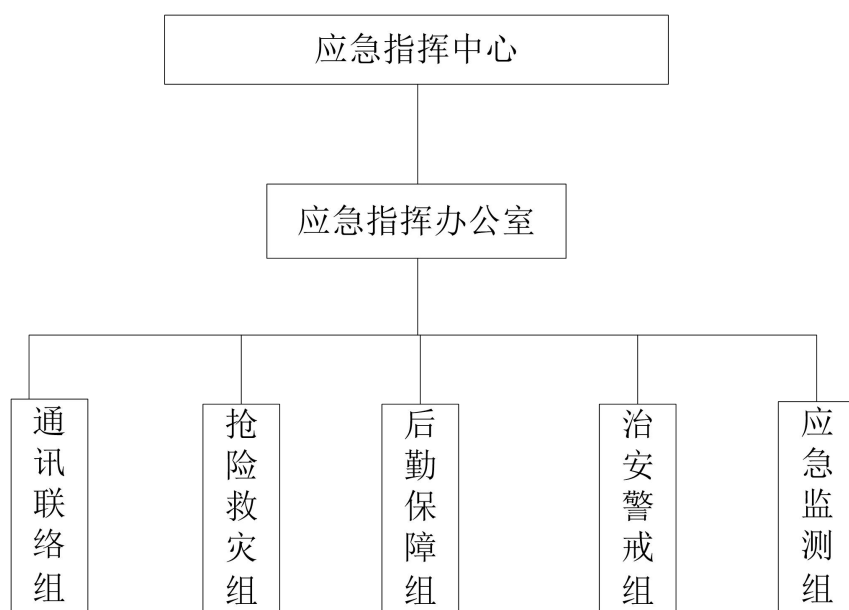 应急指挥中心
应急指挥办公室
通讯联络组
抢险救灾组
后勤保障组
治安警戒组
应急监测组